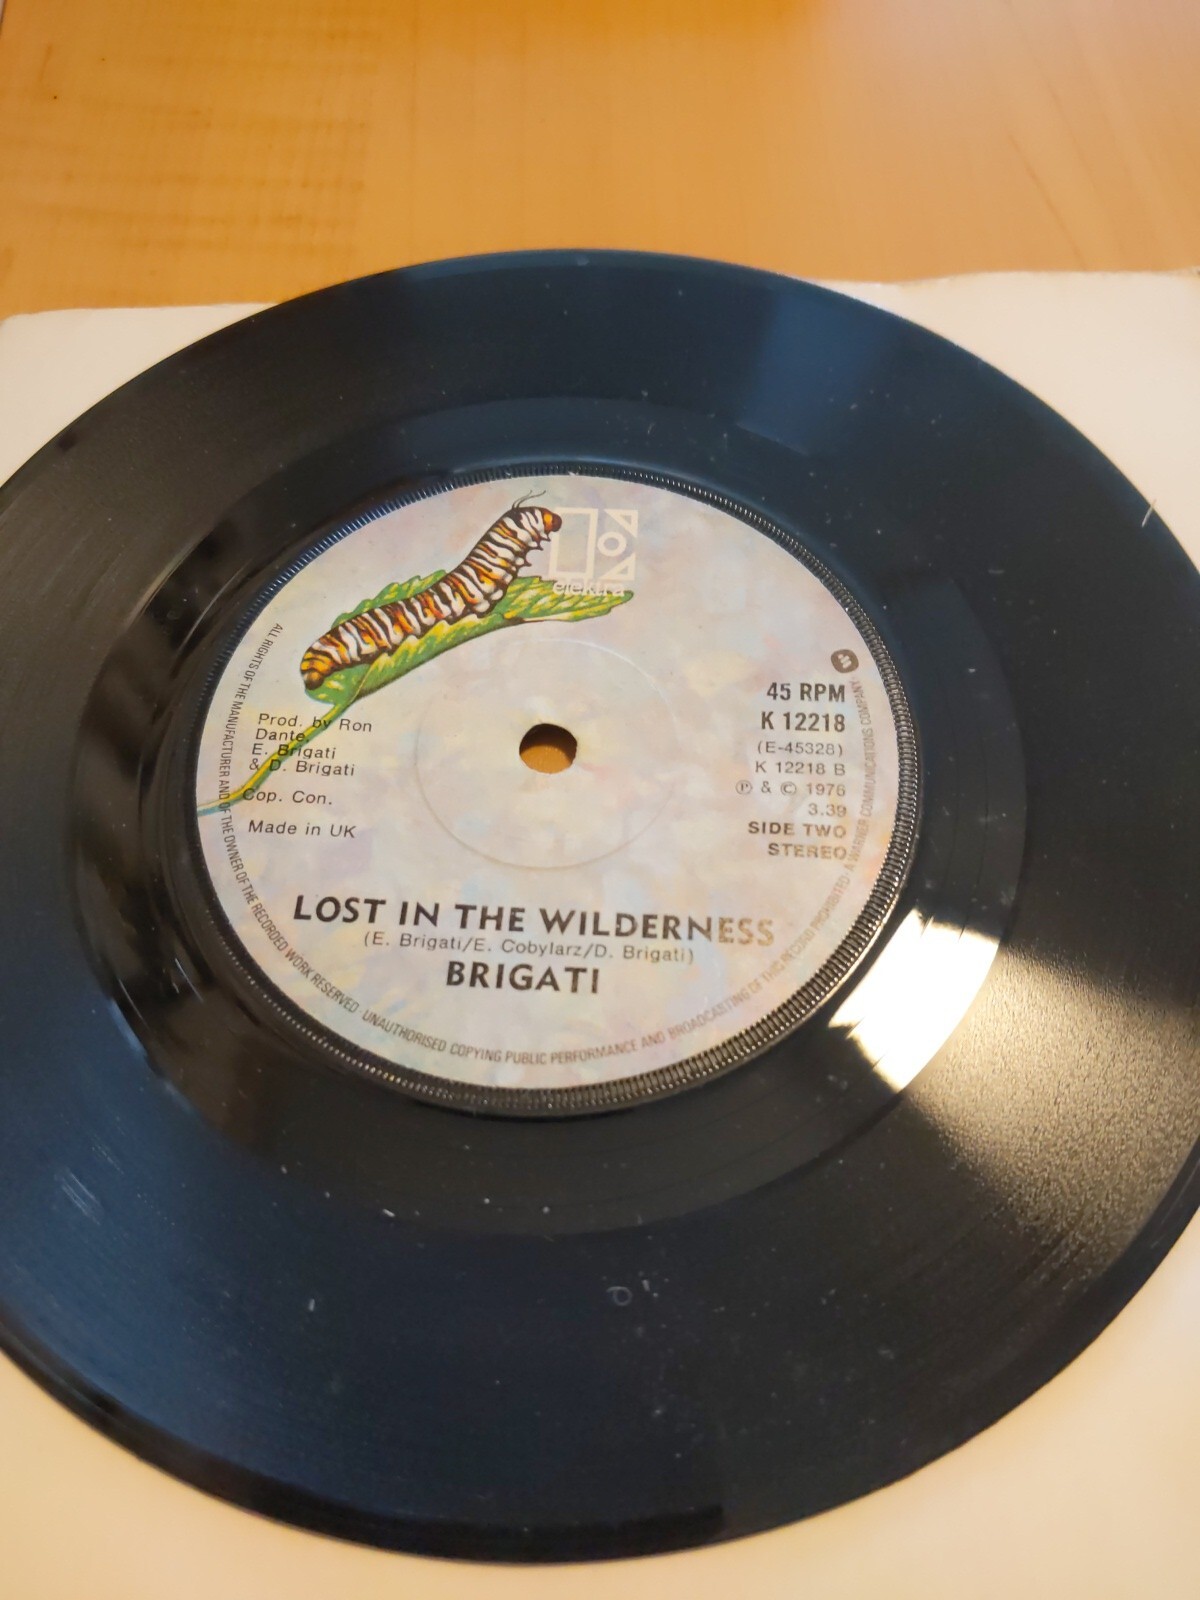 elektra
45 RPM
K 12218
(E-45328)
K 12218 B
Ⓟ & © 1976
3.39
SIDE TWO
STEREO
Prod. by Ron
Dante,
E. Brigati
& D. Brigati
Cop. Con.
Made in UK
LOST IN THE WILDERNESS
(E. Brigati/E. Cobylarz/D. Brigati)
BRIGATI
ALL RIGHTS OF THE MANUFACTURER AND OF THE OWNER OF THE RECORDED WORK RESERVED UNAUTHORISED COPYING PUBLIC PERFORMANCE AND BROADCASTING OF THIS RECORD PROHIBITED · A WARNER COMMUNICATIONS COMPANY ·